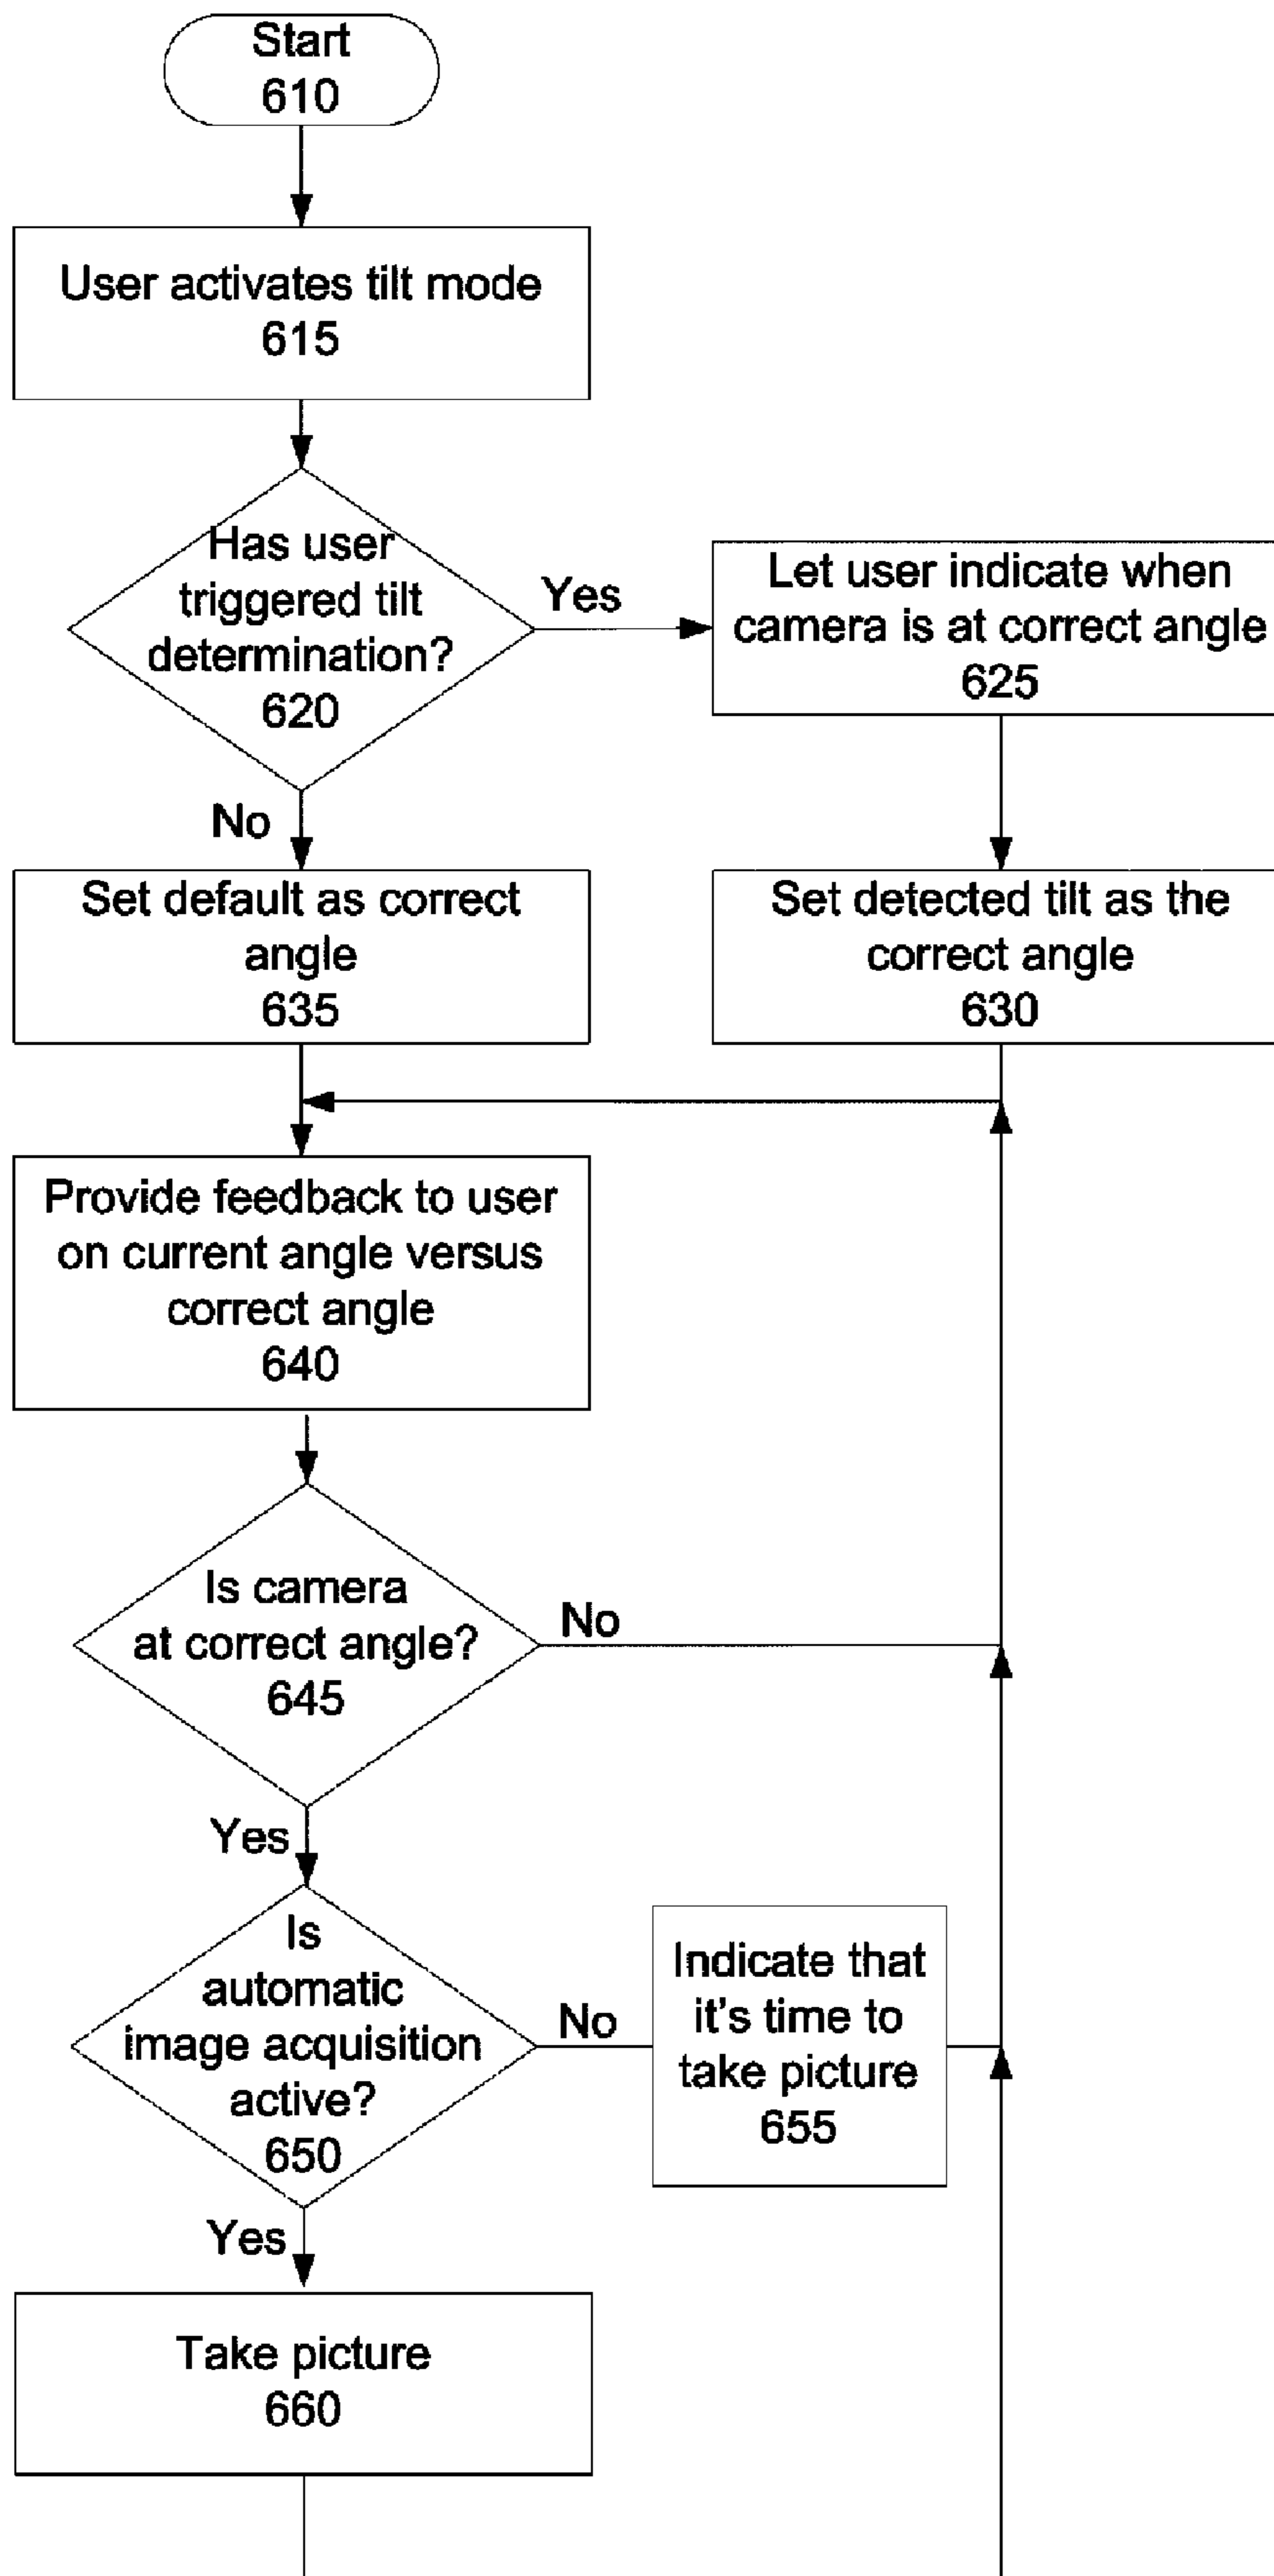 Start
610
User activates tilt mode
615
Has user
triggered tilt
determination?
620
Yes
Let user indicate when
camera is at correct angle
625
No
Set default as correct
angle
635
Set detected tilt as the
correct angle
630
Provide feedback to user
on current angle versus
correct angle
640
Is camera
at correct angle?
645
No
Yes
Is
automatic
image acquisition
active?
650
No
Indicate that
it's time to
take picture
655
Yes
Take picture
660